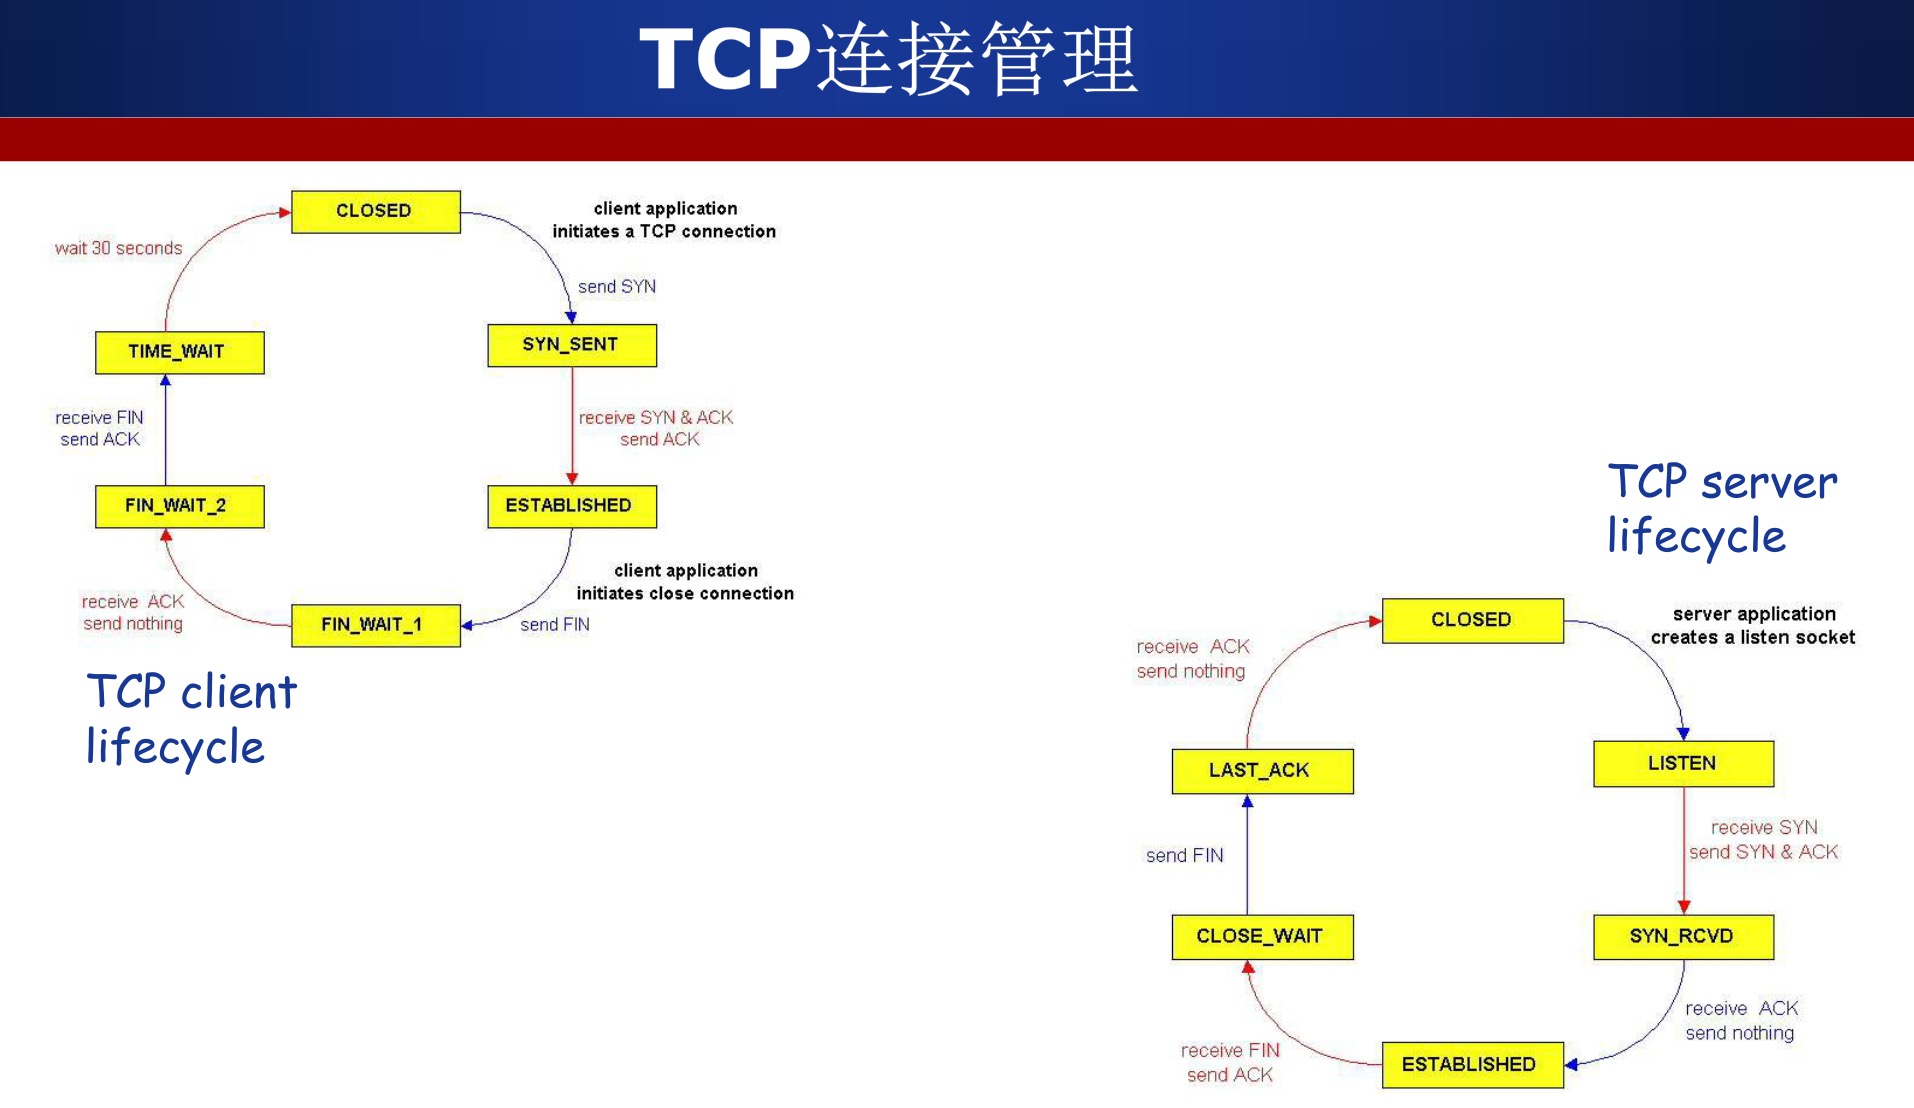 TCP连接管理
CLOSED
client application
initiates a TCP connection
wait 30 seconds
send SYN
TIME_WAIT
SYN_SENT
receive FIN
send ACK
receive SYN & ACK
send ACK
FIN_WAIT_2
ESTABLISHED
client application
initiates close connection
receive ACK
send nothing
FIN_WAIT_1
send FIN
TCP client
lifecycle
TCP server
lifecycle
CLOSED
server application
creates a listen socket
receive ACK
send nothing
LAST_ACK
LISTEN
receive SYN
send SYN & ACK
send FIN
CLOSE_WAIT
SYN_RCVD
receive ACK
send nothing
receive FIN
send ACK
ESTABLISHED